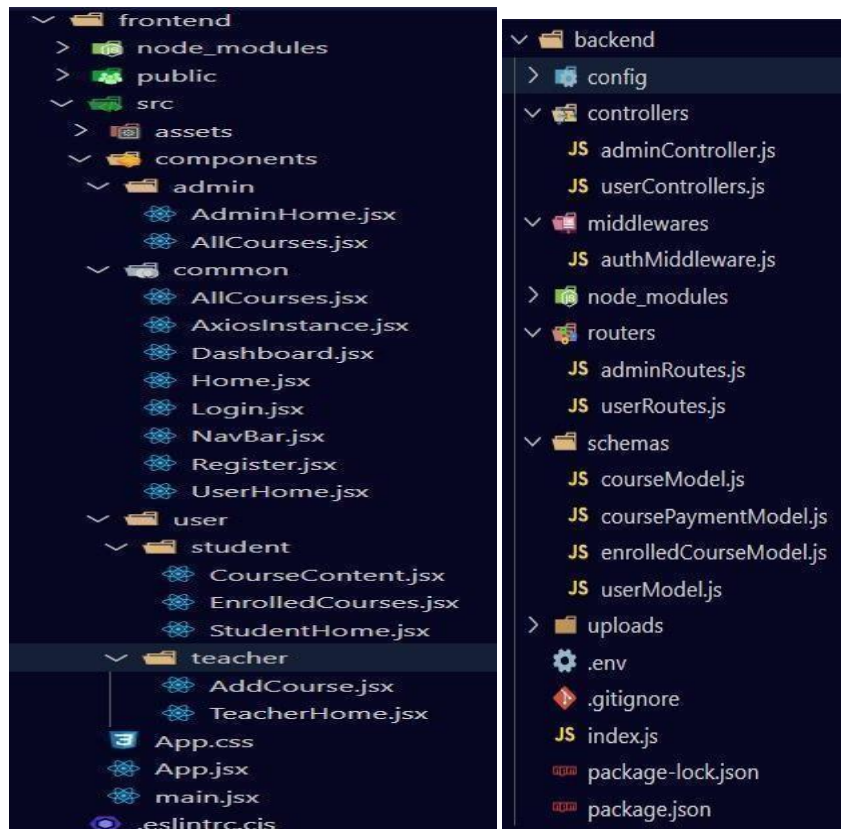 frontend
node_modules
public
src
assets
components
admin
AdminHome.jsx
AllCourses.jsx
common
AllCourses.jsx
AxiosInstance.jsx
Dashboard.jsx
Home.jsx
Login.jsx
NavBar.jsx
Register.jsx
UserHome.jsx
user
student
CourseContent.jsx
EnrolledCourses.jsx
StudentHome.jsx
teacher
AddCourse.jsx
TeacherHome.jsx
App.css
App.jsx
main.jsx
.eslintrc.cjs
backend
config
controllers
JS adminController.js
JS userControllers.js
middlewares
JS authMiddleware.js
node_modules
routers
JS adminRoutes.js
JS userRoutes.js
schemas
JS courseModel.js
JS coursePaymentModel.js
JS enrolledCourseModel.js
JS userModel.js
uploads
.env
.gitignore
JS index.js
package-lock.json
package.json